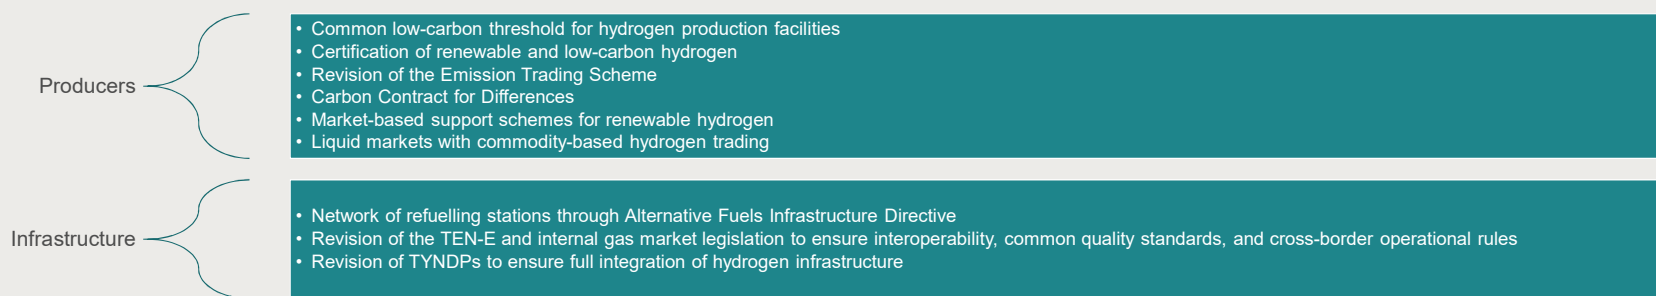 Producers
• Common low-carbon threshold for hydrogen production facilities
• Certification of renewable and low-carbon hydrogen
• Revision of the Emission Trading Scheme
• Carbon Contract for Differences
• Market-based support schemes for renewable hydrogen
• Liquid markets with commodity-based hydrogen trading
Infrastructure
• Network of refuelling stations through Alternative Fuels Infrastructure Directive
• Revision of the TEN-E and internal gas market legislation to ensure interoperability, common quality standards, and cross-border operational rules
• Revision of TYNDPs to ensure full integration of hydrogen infrastructure